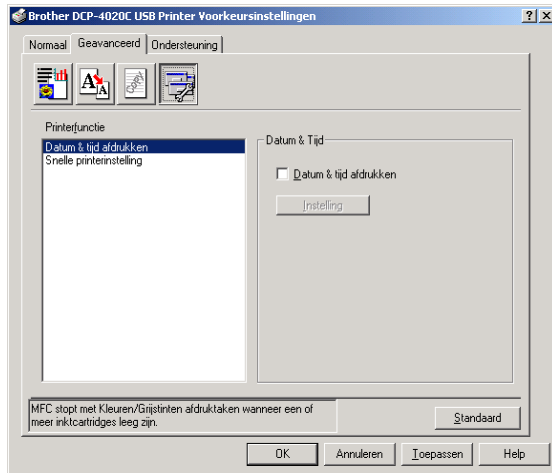 Brother DCP-4020C USB Printer Voorkeursinstellingen
Normaal
Geavanceerd
Ondersteuning
Copy
Printerfunctie
Datum & tijd afdrukken
Snelle printerinstelling
Datum & Tijd
Datum & tijd afdrukken
Instelling
MFC stopt met Kleuren/Grijstinten afdruktaken wanneer een of
meer inktcartridges leeg zijn.
Standaard
OK
Annuleren
Toepassen
Help